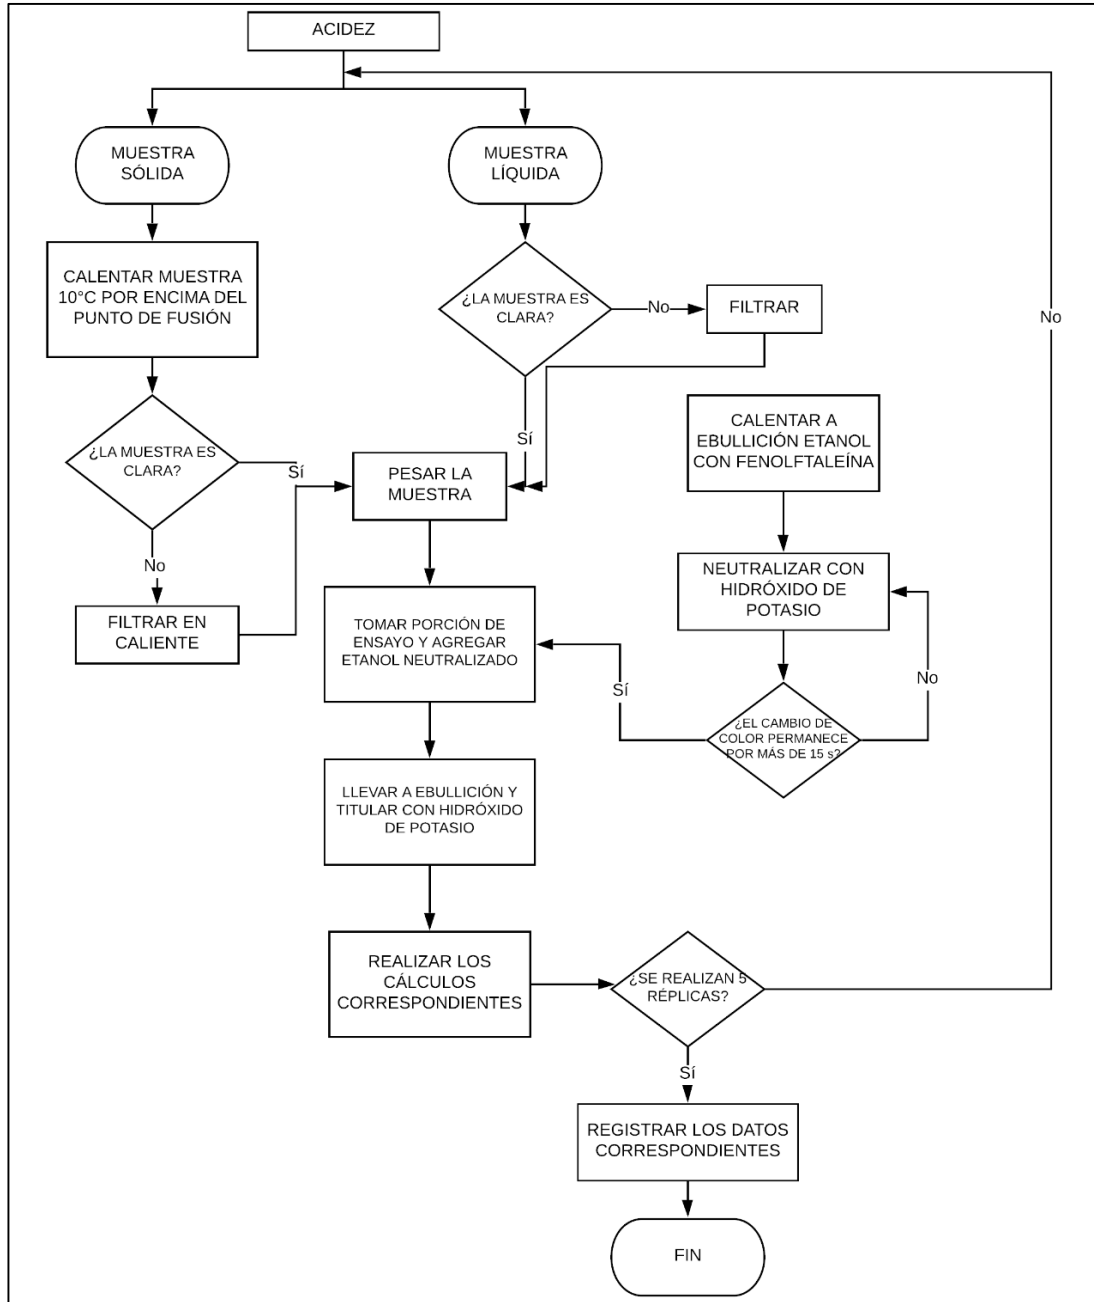 ACIDEZ
MUESTRA
SÓLIDA
MUESTRA
LÍQUIDA
CALENTAR MUESTRA
10°C POR ENCIMA DEL
PUNTO DE FUSIÓN
¿LA MUESTRA ES
CLARA?
No
FILTRAR
No
¿LA MUESTRA ES
CLARA?
Sí
Sí
PESAR LA
MUESTRA
CALENTAR A
EBULLICIÓN ETANOL
CON FENOLFTALEÍNA
No
FILTRAR EN
CALIENTE
NEUTRALIZAR CON
HIDRÓXIDO DE
POTASIO
TOMAR PORCIÓN DE
ENSAYO Y AGREGAR
ETANOL NEUTRALIZADO
Sí
No
¿EL CAMBIO DE
COLOR PERMANECE
POR MÁS DE 15 s?
LLEVAR A EBULLICIÓN Y
TITULAR CON HIDRÓXIDO
DE POTASIO
REALIZAR LOS
CÁLCULOS
CORRESPONDIENTES
¿SE REALIZAN 5
RÉPLICAS?
Sí
REGISTRAR LOS DATOS
CORRESPONDIENTES
FIN